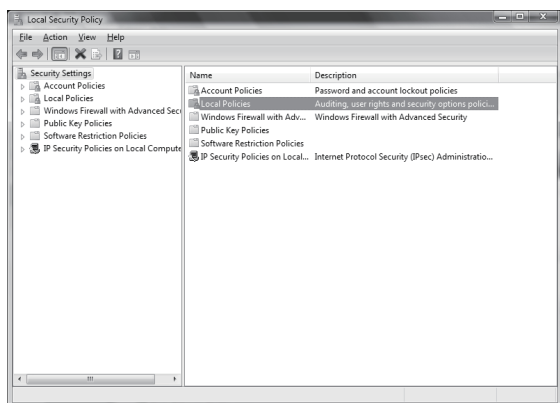 Local Security Policy
File Action View Help
Security Settings
Account Policies
Local Policies
Windows Firewall with Advanced Secu
Public Key Policies
Software Restriction Policies
IP Security Policies on Local Compute
Name Description
Account Policies Password and account lockout policies
Local Policies Auditing, user rights and security options polici...
Windows Firewall with Adv... Windows Firewall with Advanced Security
Public Key Policies
Software Restriction Policies
IP Security Policies on Local... Internet Protocol Security (IPsec) Administratio...